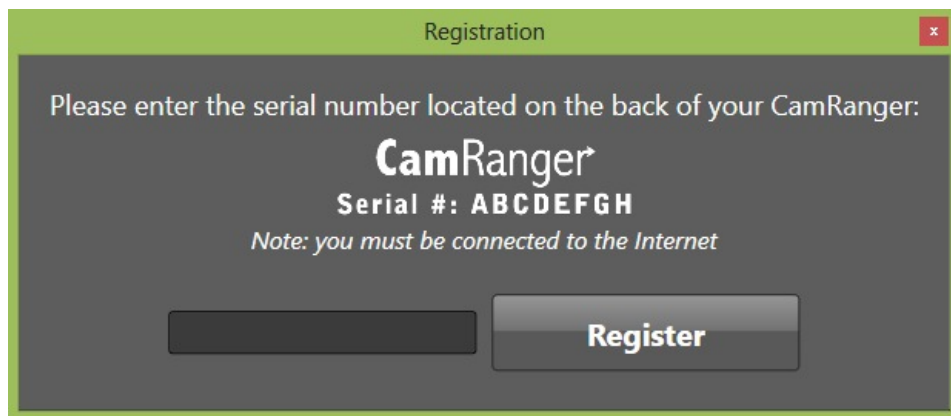 Registration
x
Please enter the serial number located on the back of your CamRanger:
CamRanger
Serial #: ABCDEFGH
Note: you must be connected to the Internet
Register